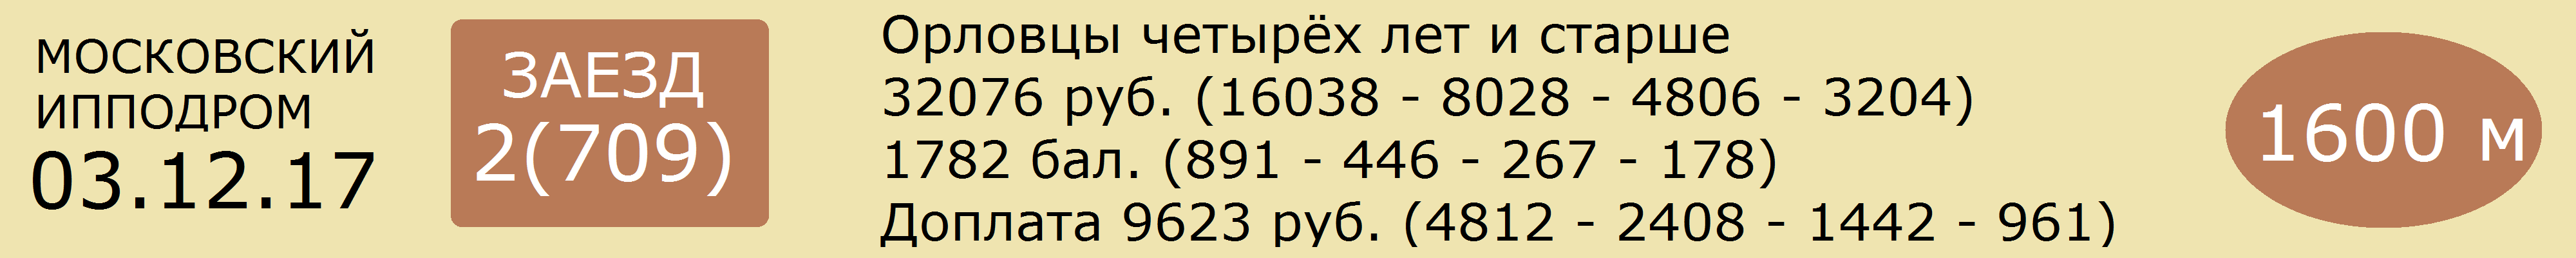 МОСКОВСКИЙ
ИППОДРОМ
03.12.17
ЗАЕЗД
2(709)
Орловцы четырёх лет и старше
32076 руб. (16038 - 8028 - 4806 - 3204)
1782 бал. (891 - 446 - 267 - 178)
Доплата 9623 руб. (4812 - 2408 - 1442 - 961)
1600 м